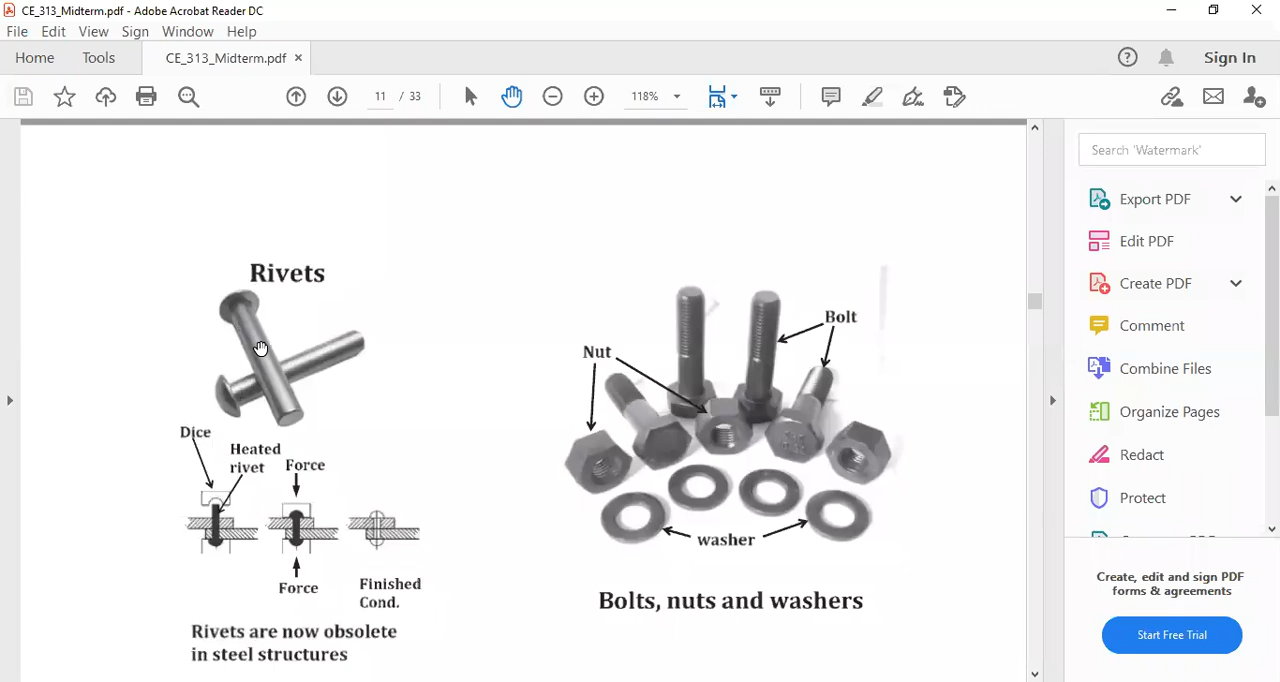 CE_313_Midterm.pdf - Adobe Acrobat Reader DC
File Edit View Sign Window Help
Home Tools CE_313_Midterm.pdf × Sign In
11 / 33 118%
Search 'Watermark'
Export PDF
Edit PDF
Create PDF
Comment
Combine Files
Organize Pages
Redact
Protect
Create, edit and sign PDF
forms & agreements
Start Free Trial
Rivets
Dice
Heated
rivet
Force
Force
Finished
Cond.
Rivets are now obsolete
in steel structures
Bolt
Nut
washer
Bolts, nuts and washers